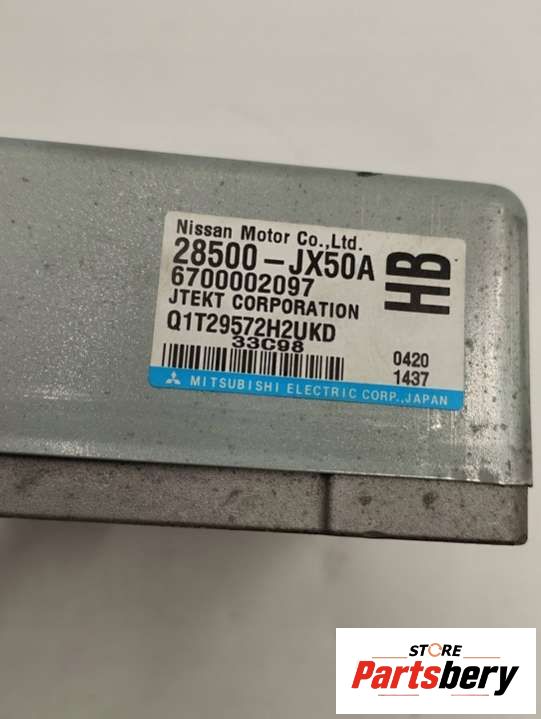 Nissan Motor Co.,Ltd.
28500-JX50A
HB
6700002097
JTEKT CORPORATION
Q1T29572H2UKD
33C98
0420
1437
MITSUBISHI ELECTRIC CORP.,JAPAN
STORE
Partsbery